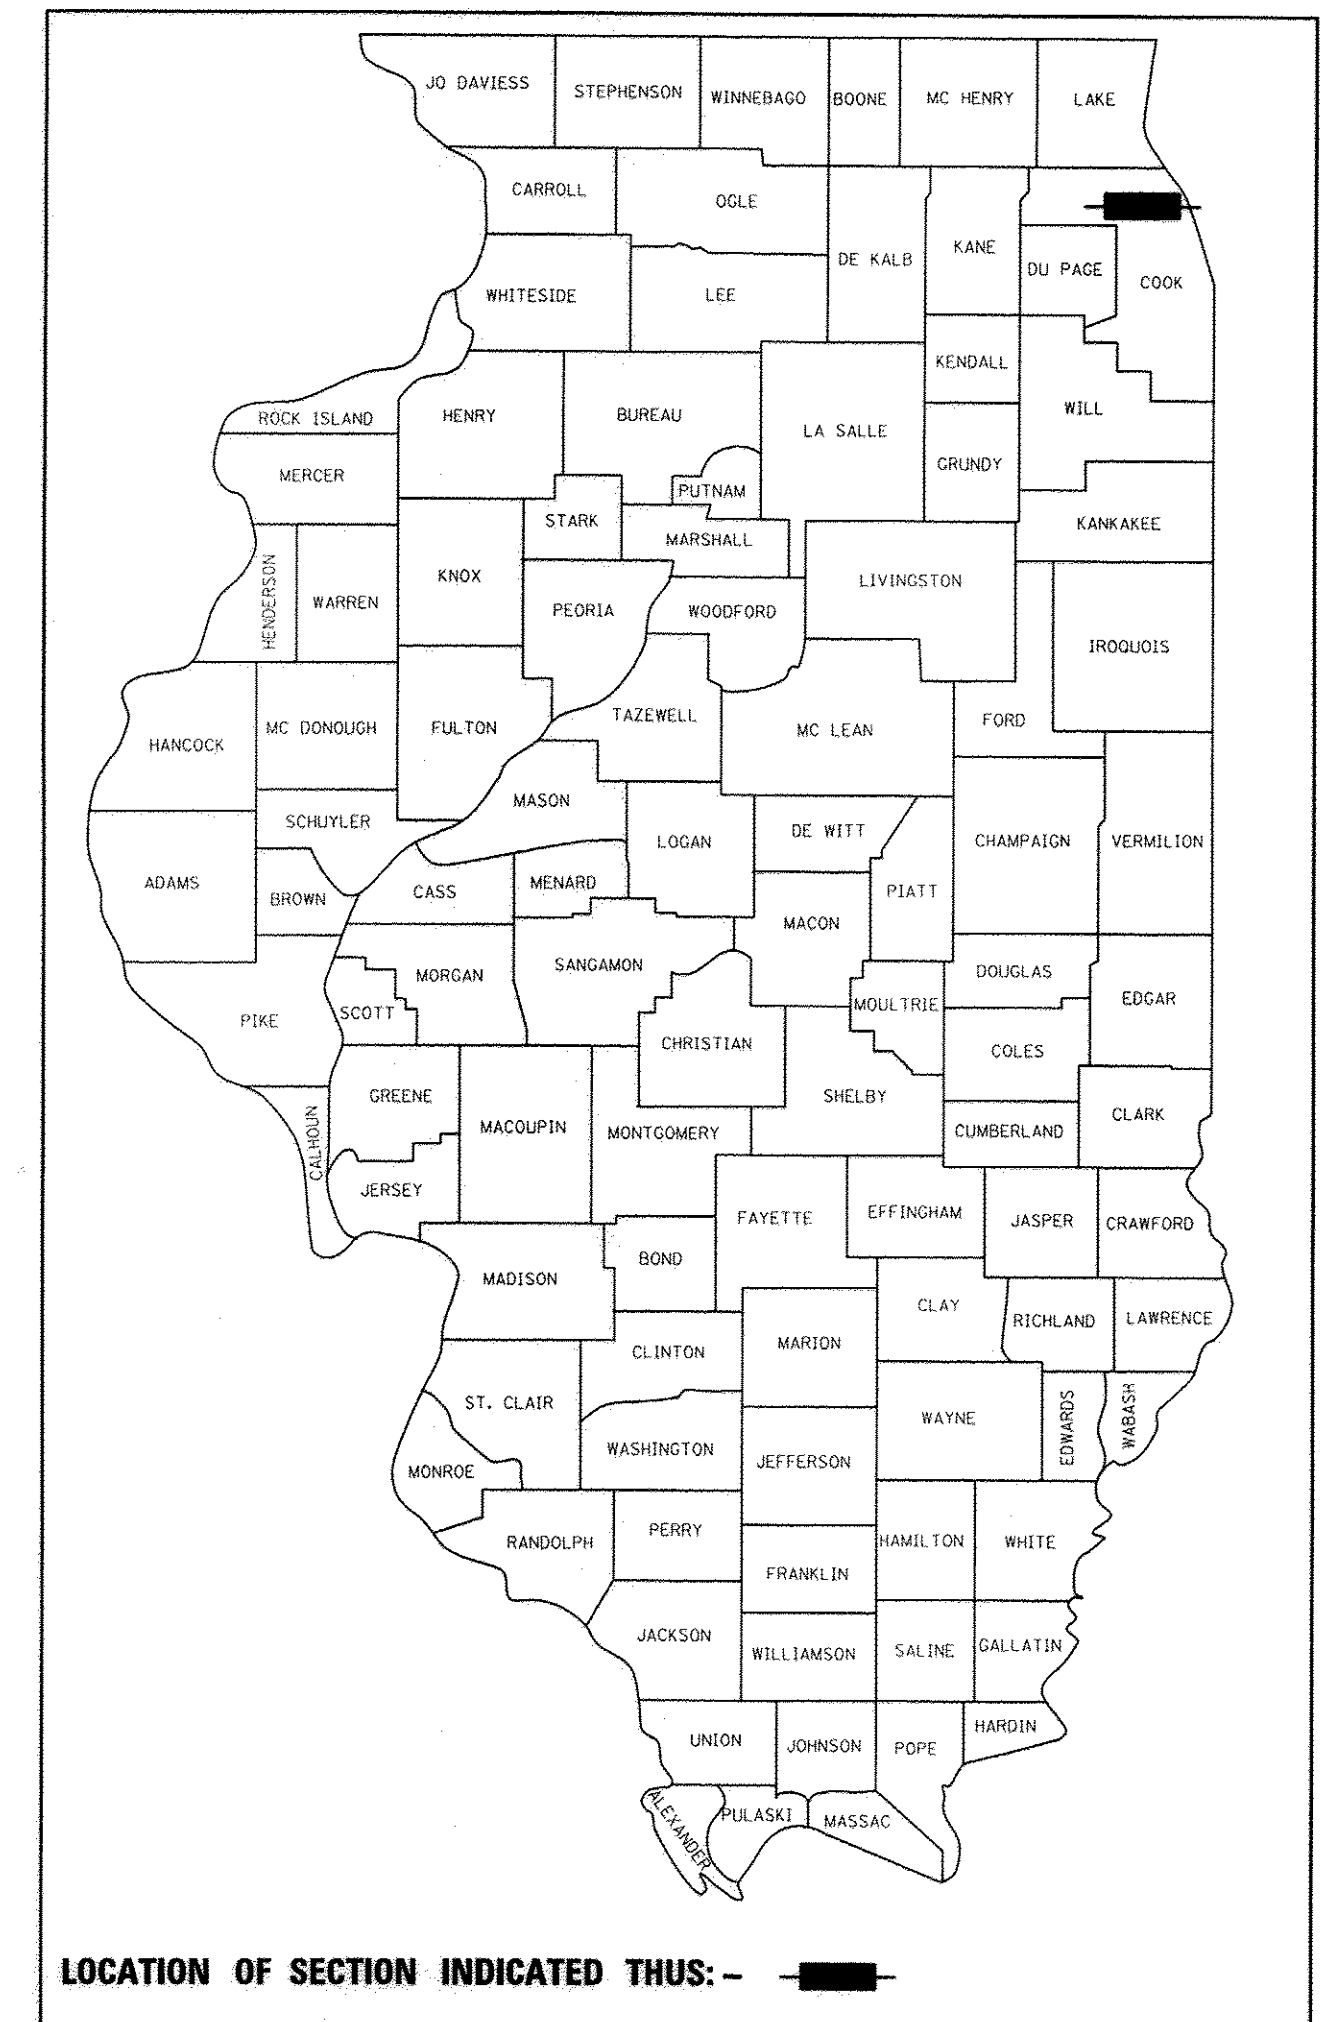 JO DAVIESS
STEPHENSON
WINNEBAGO
BOONE
MC HENRY
LAKE
CARROLL
OGLE
DE KALB
KANE
DU PAGE
COOK
WHITESIDE
LEE
KENDALL
ROCK ISLAND
HENRY
BUREAU
LA SALLE
WILL
GRUNDY
MERCER
PUTNAM
STARK
MARSHALL
KANKAKEE
HENDERSON
WARREN
KNOX
PEORIA
WOODFORD
LIVINGSTON
IROQUOIS
HANCOCK
MC DONOUGH
FULTON
TAZEWELL
MC LEAN
FORD
MASON
SCHUYLER
LOGAN
DE WITT
CHAMPAIGN
VERMILION
ADAMS
BROWN
CASS
MENARD
PIATT
MACON
SANGAMON
MORGAN
DOUGLAS
EDGAR
PIKE
SCOTT
MOULTRIE
CHRISTIAN
COLES
GREENE
SHELBY
CALHOUN
MACOUPIN
MONTGOMERY
CUMBERLAND
CLARK
JERSEY
FAYETTE
EFFINGHAM
JASPER
CRAWFORD
BOND
MADISON
CLAY
RICHLAND
LAWRENCE
CLINTON
MARION
ST. CLAIR
WAYNE
EDWARDS
WABASH
WASHINGTON
JEFFERSON
MONROE
RANDOLPH
PERRY
HAMILTON
WHITE
FRANKLIN
JACKSON
WILLIAMSON
SALINE
GALLATIN
UNION
JOHNSON
POPE
HARDIN
ALEXANDER
PULASKI
MASSAC
LOCATION OF SECTION INDICATED THUS: –